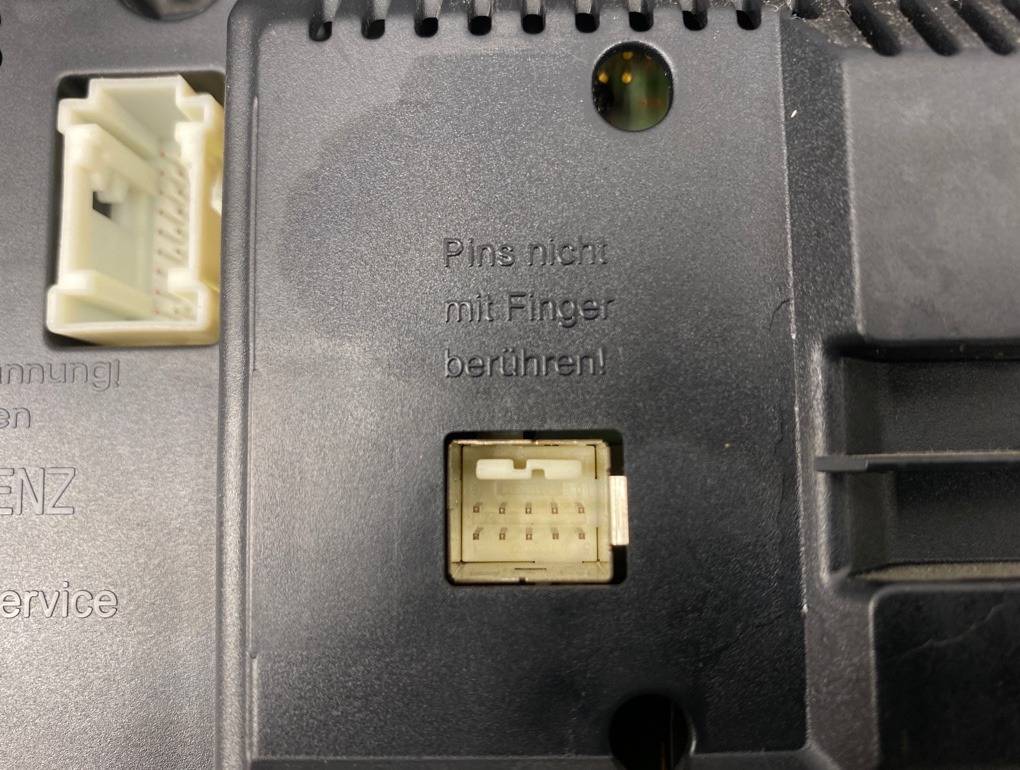 Pins nicht
mit Finger
berühren!
nnung!
en
ENZ
ervice